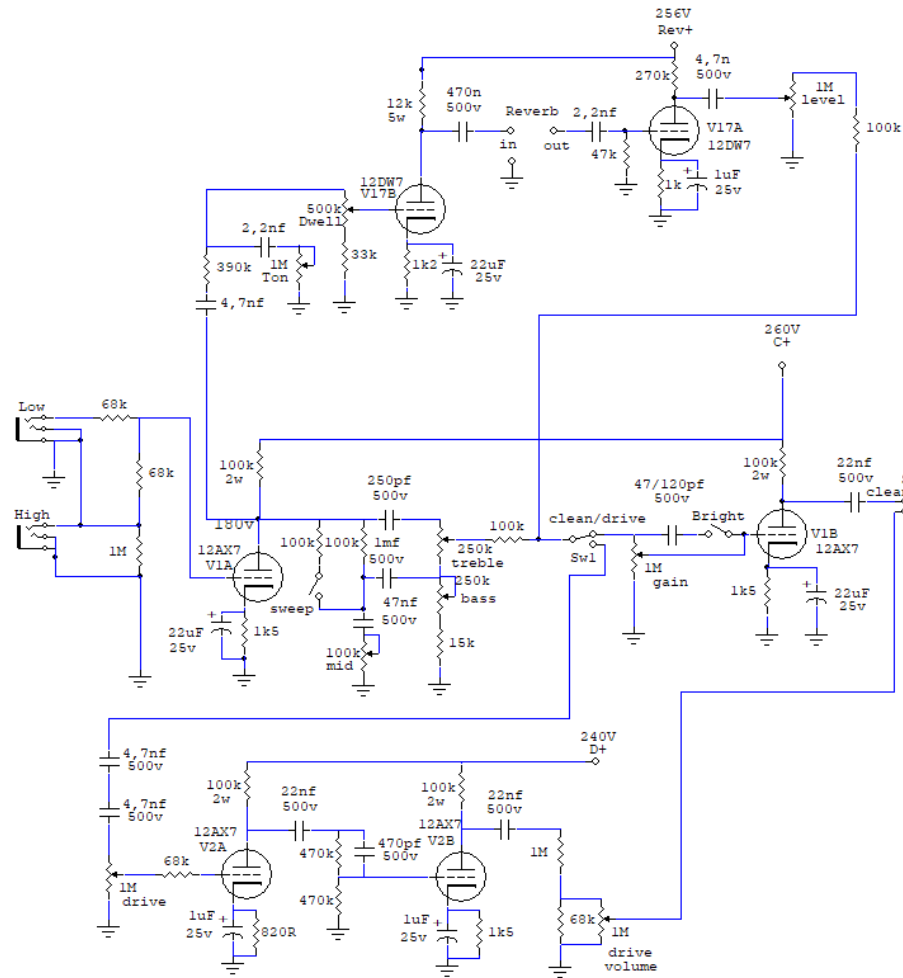 256V
Rev+
4,7n
500v
270k
1M
level
470n
500v
12k
5w
Reverb
in
out
2,2nf
47k
V17A
12DW7
100k
1k
1uF
25v
12DW7
V17B
500k
Dwell
2,2nf
1M
Ton
33k
390k
1k2
22uF
25v
4,7nf
260V
C+
Low
68k
68k
High
1M
100k
2w
250pf
500v
180v
12AX7
V1A
100k
100k
1mf
500v
250k
treble
250k
bass
100k
clean/drive
Sw1
47/120pf
500v
Bright
1M
gain
100k
2w
22nf
500v
clean
V1B
12AX7
sweep
47nf
500v
22uF
25v
1k5
100k
mid
15k
1k5
22uF
25v
4,7nf
500v
4,7nf
500v
240V
D+
100k
2w
22nf
500v
100k
2w
22nf
500v
12AX7
V2A
12AX7
V2B
470k
470pf
500v
470k
68k
1M
drive
1M
1uF
25v
820R
1uF
25v
1k5
68k
1M
drive
volume